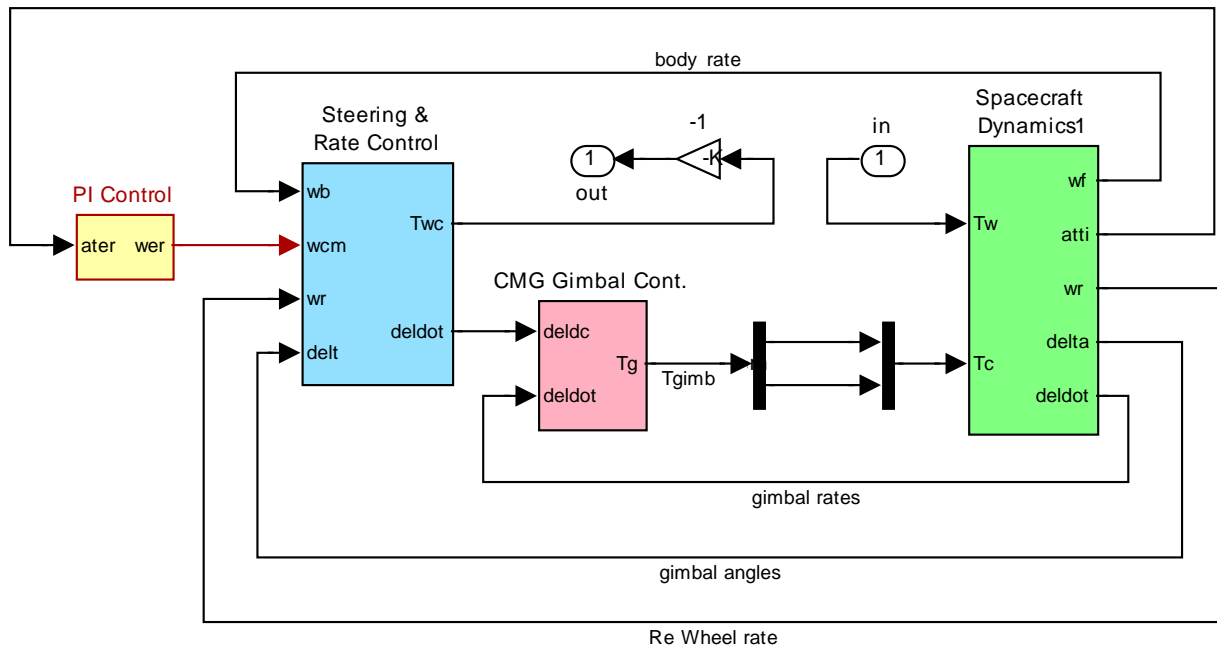 body rate
Spacecraft
Dynamics1
Steering &
Rate Control
-1
in
1
-K
1
out
wb
wf
PI Control
Twc
Tw
atti
ater
wer
wcm
CMG Gimbal Cont.
wr
wr
deldot
deldc
delta
delt
Tg
Tgimb
Tc
deldot
deldot
gimbal rates
gimbal angles
Re Wheel rate